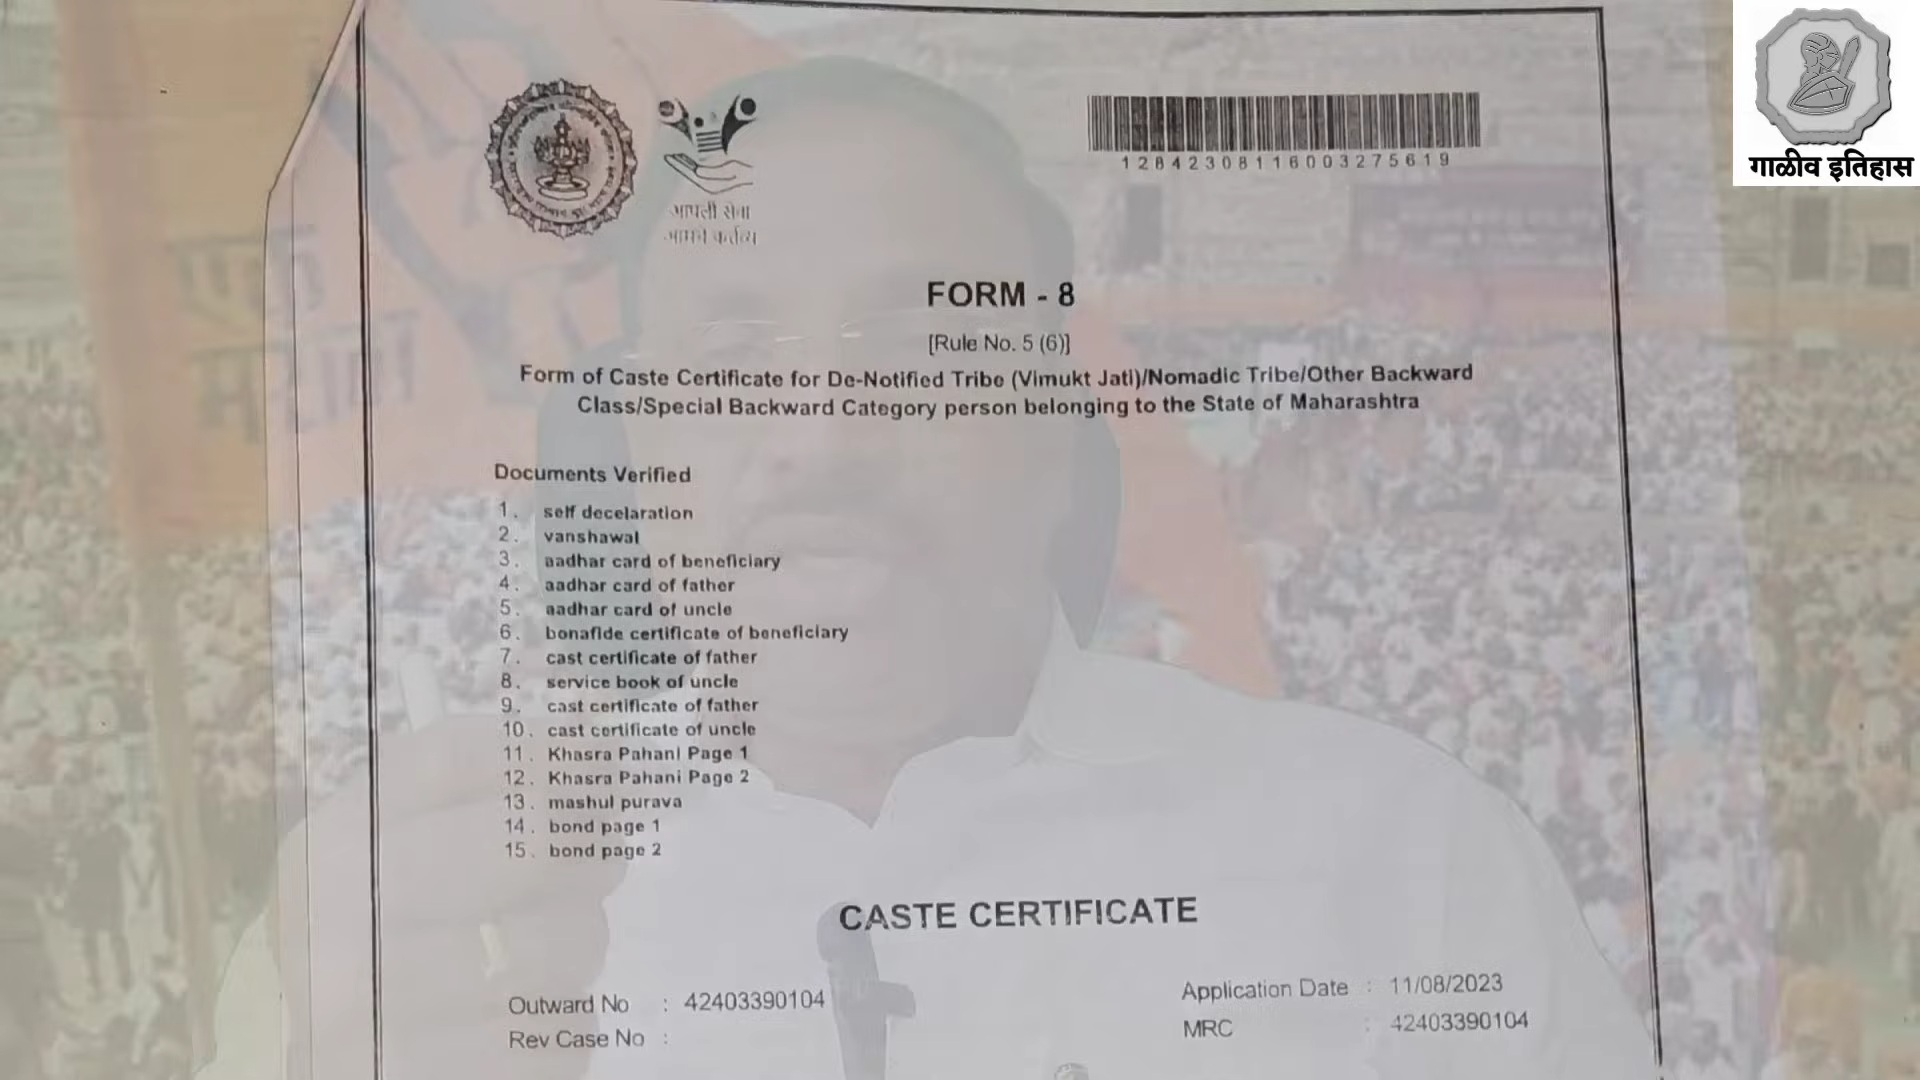 गाळीव इतिहास
12842308116003275619
आपली सेवा
आमचे कर्तव्य
FORM - 8
[Rule No. 5 (6)]
Form of Caste Certificate for De-Notified Tribe (Vimukt Jati)/Nomadic Tribe/Other Backward
Class/Special Backward Category person belonging to the State of Maharashtra
Documents Verified
1. self decelaration
2. vanshawal
3. aadhar card of beneficiary
4. aadhar card of father
5. aadhar card of uncle
6. bonafide certificate of beneficiary
7. cast certificate of father
8. service book of uncle
9. cast certificate of father
10. cast certificate of uncle
11. Khasra Pahani Page 1
12. Khasra Pahani Page 2
13. mashul purava
14. bond page 1
15. bond page 2
CASTE CERTIFICATE
Outward No : 42403390104
Application Date : 11/08/2023
Rev Case No :
MRC : 42403390104